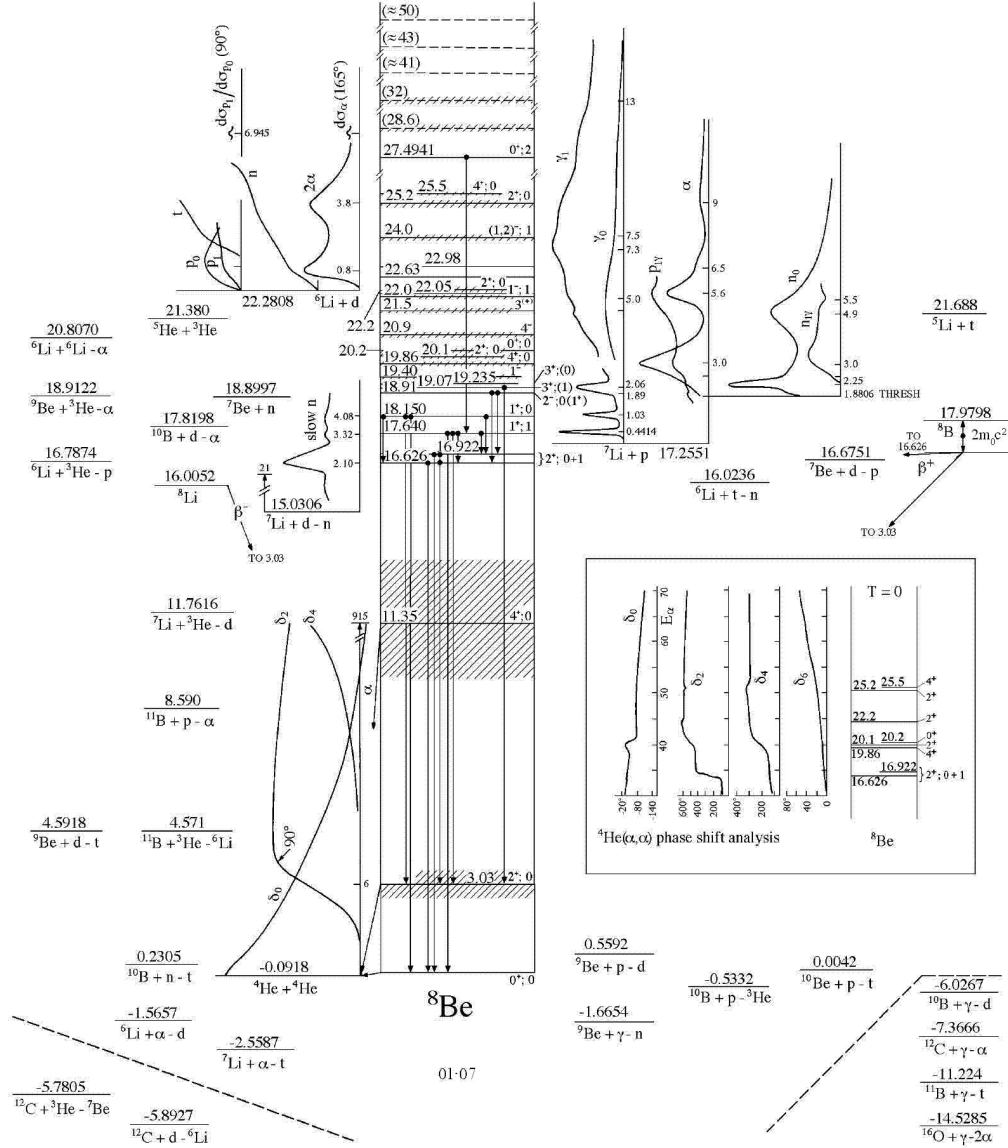 (≈50)
(≈43)
(≈41)
(32)
(28.6)
27.4941 0⁺; 2
25.5 4⁺; 0
25.2 2⁺; 0
24.0 (1,2)⁻; 1
22.98
22.63
22.05 2⁺; 0
22.0 1⁻; 1
22.2
21.5 3⁽⁺⁾
20.9 4⁻
0⁺; 0
20.2
20.1 2⁺; 0
19.86 4⁺; 0
19.40 1⁻
19.235 3⁺;(0)
19.07 3⁺;(1)
18.91 2⁻;0(1⁺)
18.150 1⁺; 0
17.640 1⁺; 1
16.922
16.626 } 2⁺; 0+1
11.35 4⁺; 0
3.03 2⁺; 0
0⁺; 0
⁸Be
01·07
dσp₁/dσp₀ (90°)
6.945
dσα (165°)
n
2α
3.8
0.8
t
p₀
p₁
21.380
⁵He + ³He
22.2808
⁶Li + d
20.8070
⁶Li + ⁶Li - α
18.9122
⁹Be + ³He - α
18.8997
⁷Be + n
17.8198
¹⁰B + d - α
16.7874
⁶Li + ³He - p
16.0052
⁸Li
β⁻
TO 3.03
slow n
4.08
3.32
2.10
21
15.0306
⁷Li + d - n
11.7616
⁷Li + ³He - d
δ₂
δ₄
915
α
8.590
¹¹B + p - α
4.5918
⁹Be + d - t
4.571
¹¹B + ³He - ⁶Li
90°
δ₀
6
0.2305
¹⁰B + n - t
-0.0918
⁴He + ⁴He
-1.5657
⁶Li + α - d
-2.5587
⁷Li + α - t
-5.7805
¹²C + ³He - ⁷Be
-5.8927
¹²C + d - ⁶Li
γ₁
γ₀
13
7.5
7.3
5.0
2.06
1.89
1.03
0.4414
⁷Li + p
17.2551
α
p₁γ
9
6.5
5.6
3.0
n₀
n₁γ
5.5
4.9
3.0
2.25
1.8806 THRESH
21.688
⁵Li + t
17.9798
⁸B
2m₀c²
TO
16.626
β⁺
TO 3.03
16.6751
⁷Be + d - p
16.0236
⁶Li + t - n
δ₀
Eα
70
60
50
40
δ₂
δ₄
δ₆
-20° -80 -140
600° 400 200
400° 200
80° 40 0
⁴He(α,α) phase shift analysis
T = 0
25.2 25.5 4⁺
2⁺
22.2 2⁺
20.1 20.2 0⁺
2⁺
19.86 4⁺
16.922
16.626 } 2⁺; 0+1
⁸Be
0.5592
⁹Be + p - d
-0.5332
¹⁰B + p - ³He
0.0042
¹⁰Be + p - t
-1.6654
⁹Be + γ - n
-6.0267
¹⁰B + γ - d
-7.3666
¹²C + γ - α
-11.224
¹¹B + γ - t
-14.5285
¹⁶O + γ - 2α